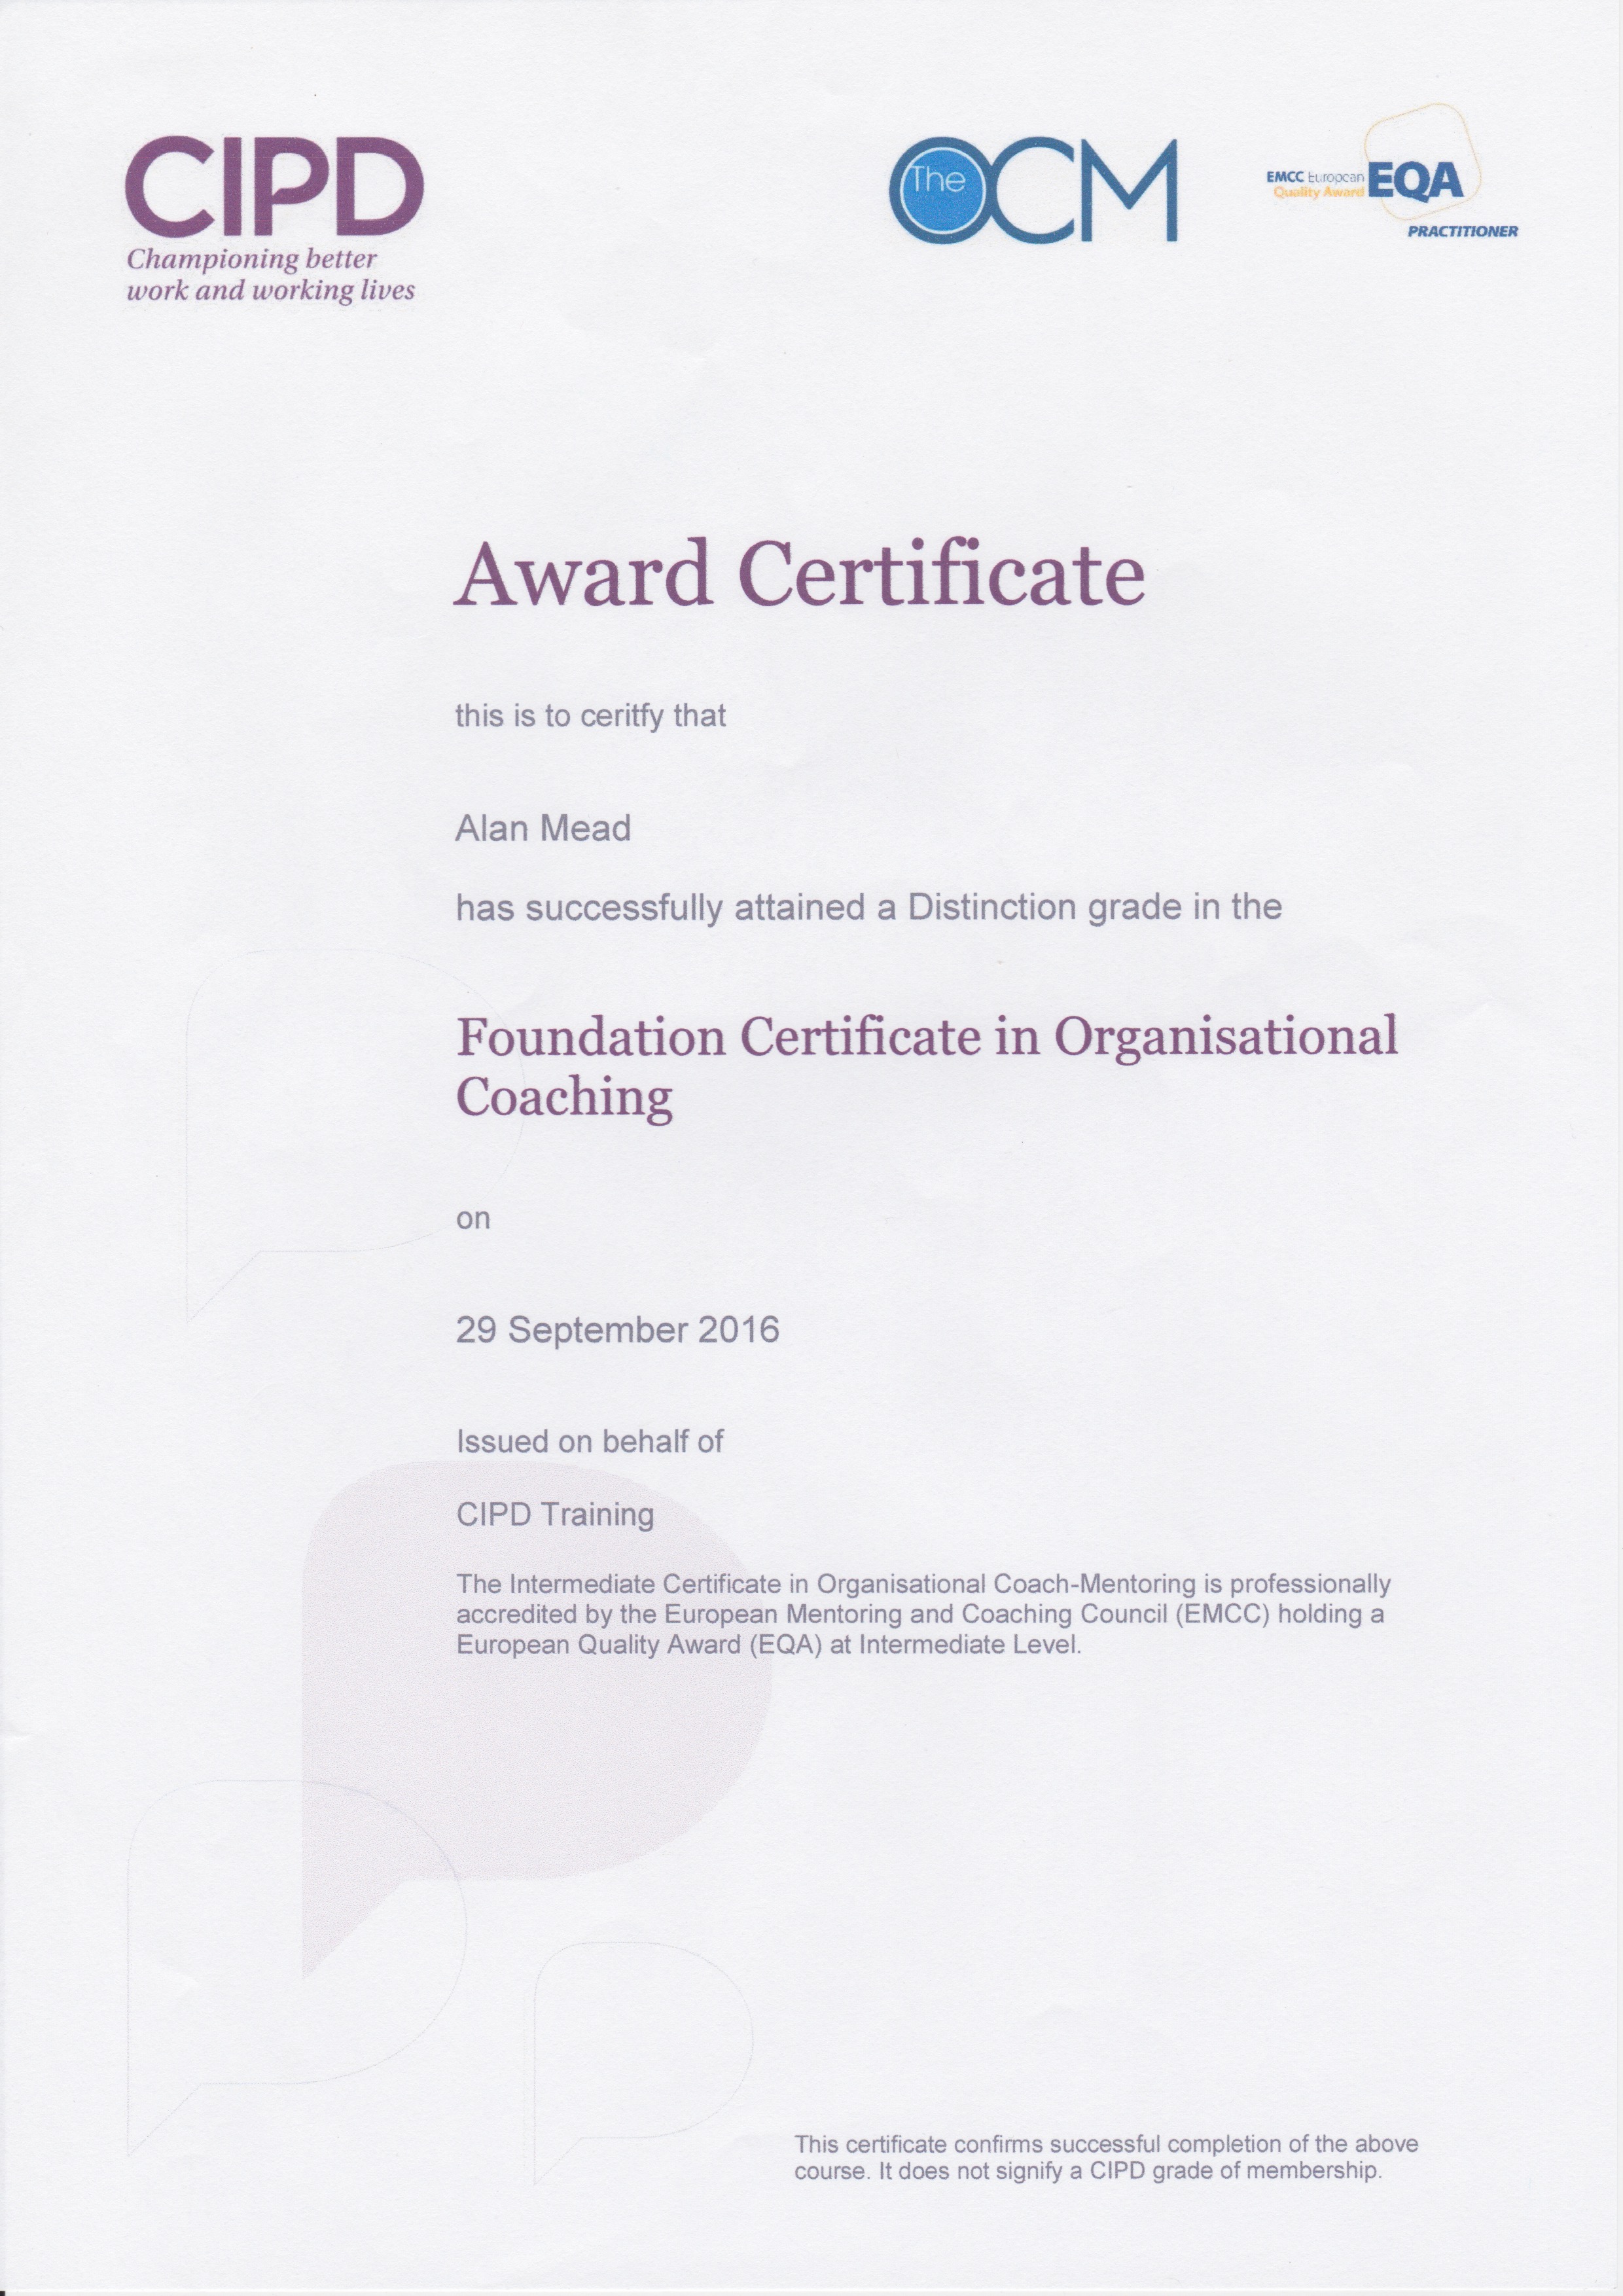 CIPD
Championing better
work and working lives
The OCM
EMCC European
Quality Award
EQA
PRACTITIONER
Award Certificate
this is to ceritfy that
Alan Mead
has successfully attained a Distinction grade in the
Foundation Certificate in Organisational
Coaching
on
29 September 2016
Issued on behalf of
CIPD Training
The Intermediate Certificate in Organisational Coach-Mentoring is professionally
accredited by the European Mentoring and Coaching Council (EMCC) holding a
European Quality Award (EQA) at Intermediate Level.
This certificate confirms successful completion of the above
course. It does not signify a CIPD grade of membership.